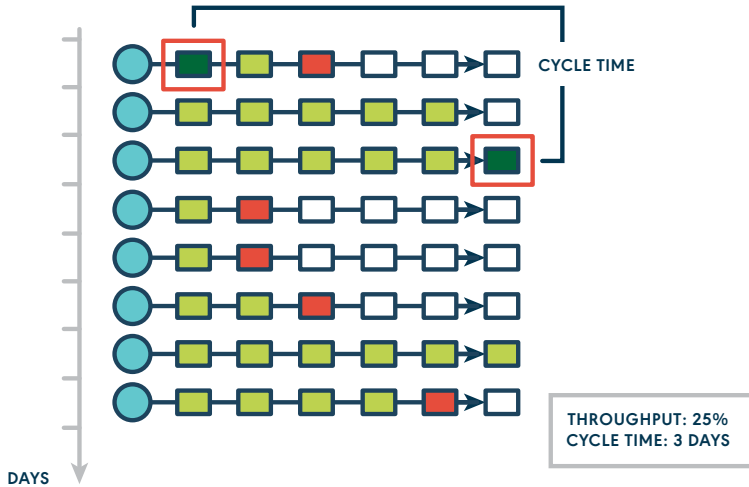 CYCLE TIME
THROUGHPUT: 25%
CYCLE TIME: 3 DAYS
DAYS